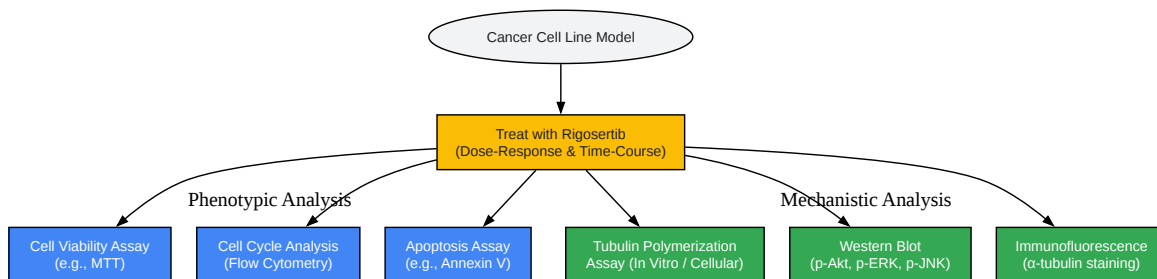 Cancer Cell Line Model
Treat with Rigosertib
(Dose-Response & Time-Course)
Phenotypic Analysis
Mechanistic Analysis
Cell Viability Assay
(e.g., MTT)
Cell Cycle Analysis
(Flow Cytometry)
Apoptosis Assay
(e.g., Annexin V)
Tubulin Polymerization
Assay (In Vitro / Cellular)
Western Blot
(p-Akt, p-ERK, p-JNK)
Immunofluorescence
(α-tubulin staining)